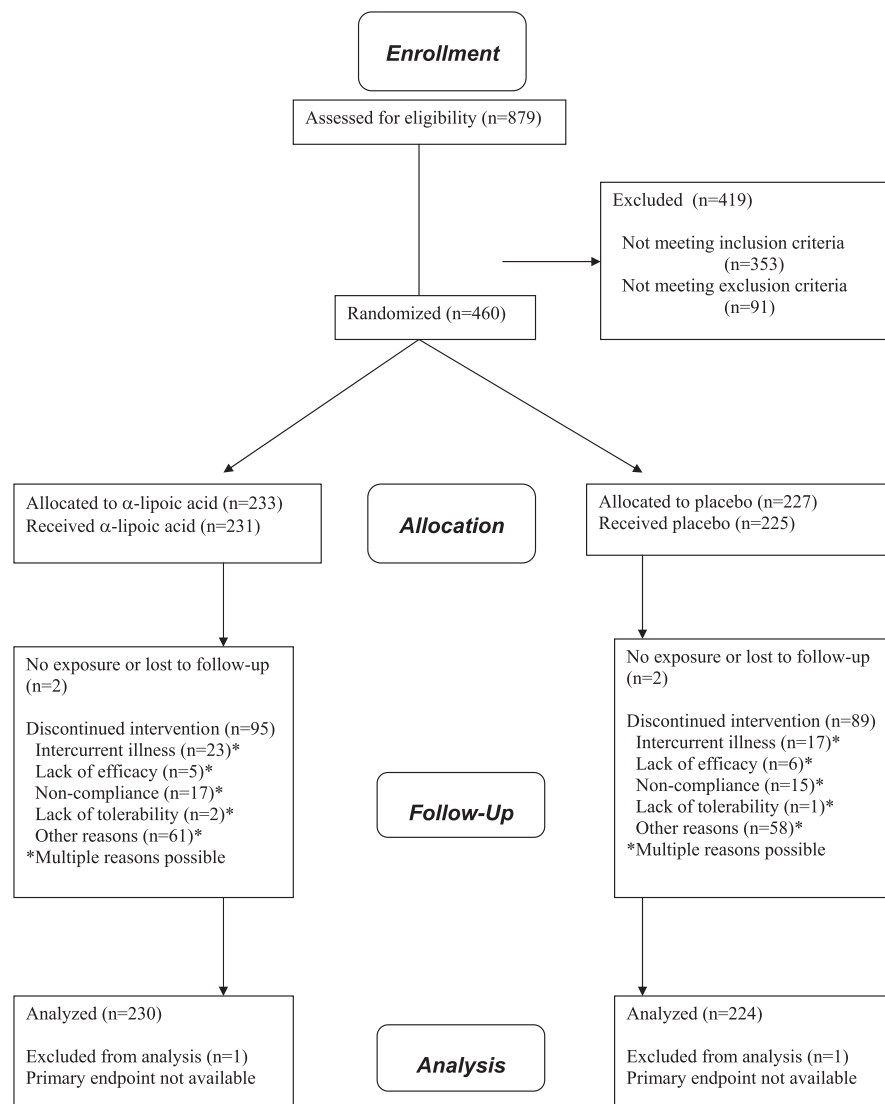 Enrollment
Assessed for eligibility (n=879)
Excluded (n=419)
Not meeting inclusion criteria
(n=353)
Not meeting exclusion criteria
(n=91)
Randomized (n=460)
Allocated to α-lipoic acid (n=233)
Received α-lipoic acid (n=231)
Allocation
Allocated to placebo (n=227)
Received placebo (n=225)
No exposure or lost to follow-up
(n=2)
Discontinued intervention (n=95)
Intercurrent illness (n=23)*
Lack of efficacy (n=5)*
Non-compliance (n=17)*
Lack of tolerability (n=2)*
Other reasons (n=61)*
*Multiple reasons possible
Follow-Up
No exposure or lost to follow-up
(n=2)
Discontinued intervention (n=89)
Intercurrent illness (n=17)*
Lack of efficacy (n=6)*
Non-compliance (n=15)*
Lack of tolerability (n=1)*
Other reasons (n=58)*
*Multiple reasons possible
Analyzed (n=230)
Excluded from analysis (n=1)
Primary endpoint not available
Analysis
Analyzed (n=224)
Excluded from analysis (n=1)
Primary endpoint not available